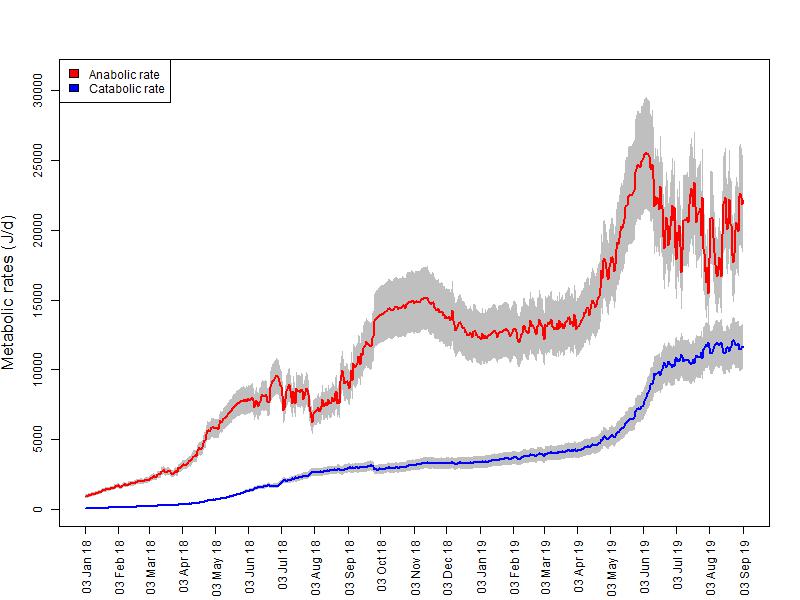 Anabolic rate
Catabolic rate
Metabolic rates (J/d)
30000
25000
20000
15000
10000
5000
0
03 Jan 18
03 Feb 18
03 Mar 18
03 Apr 18
03 May 18
03 Jun 18
03 Jul 18
03 Aug 18
03 Sep 18
03 Oct 18
03 Nov 18
03 Dec 18
03 Jan 19
03 Feb 19
03 Mar 19
03 Apr 19
03 May 19
03 Jun 19
03 Jul 19
03 Aug 19
03 Sep 19